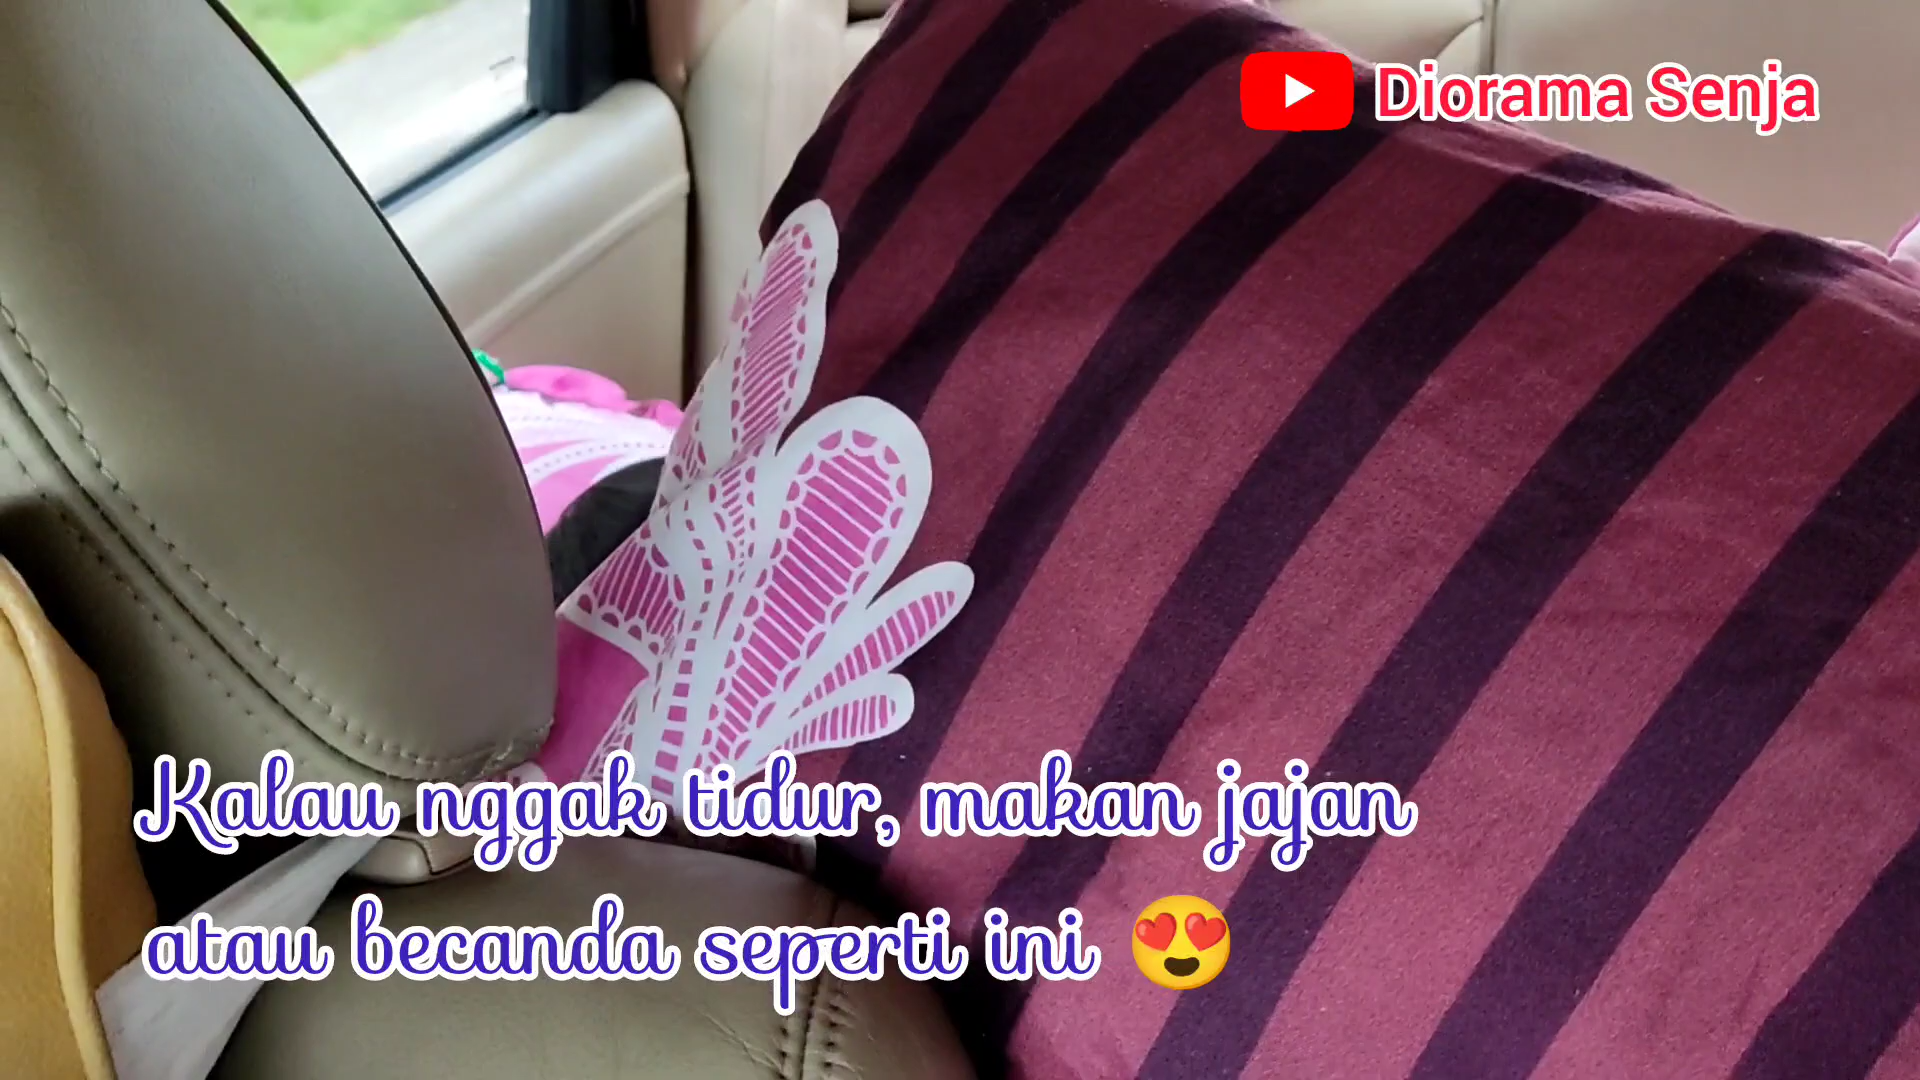 Diorama Senja
Kalau nggak tidur, makan jajan
atau becanda seperti ini 😍